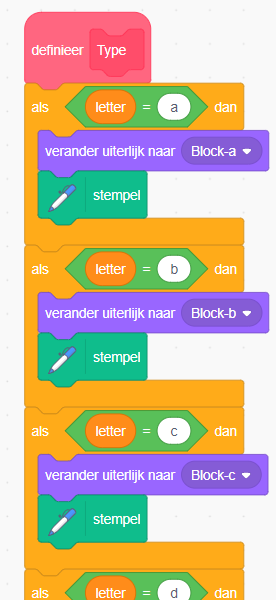 definieer Type
als letter = a dan
verander uiterlijk naar Block-a
stempel
als letter = b dan
verander uiterlijk naar Block-b
stempel
als letter = c dan
verander uiterlijk naar Block-c
stempel
als letter = d dan